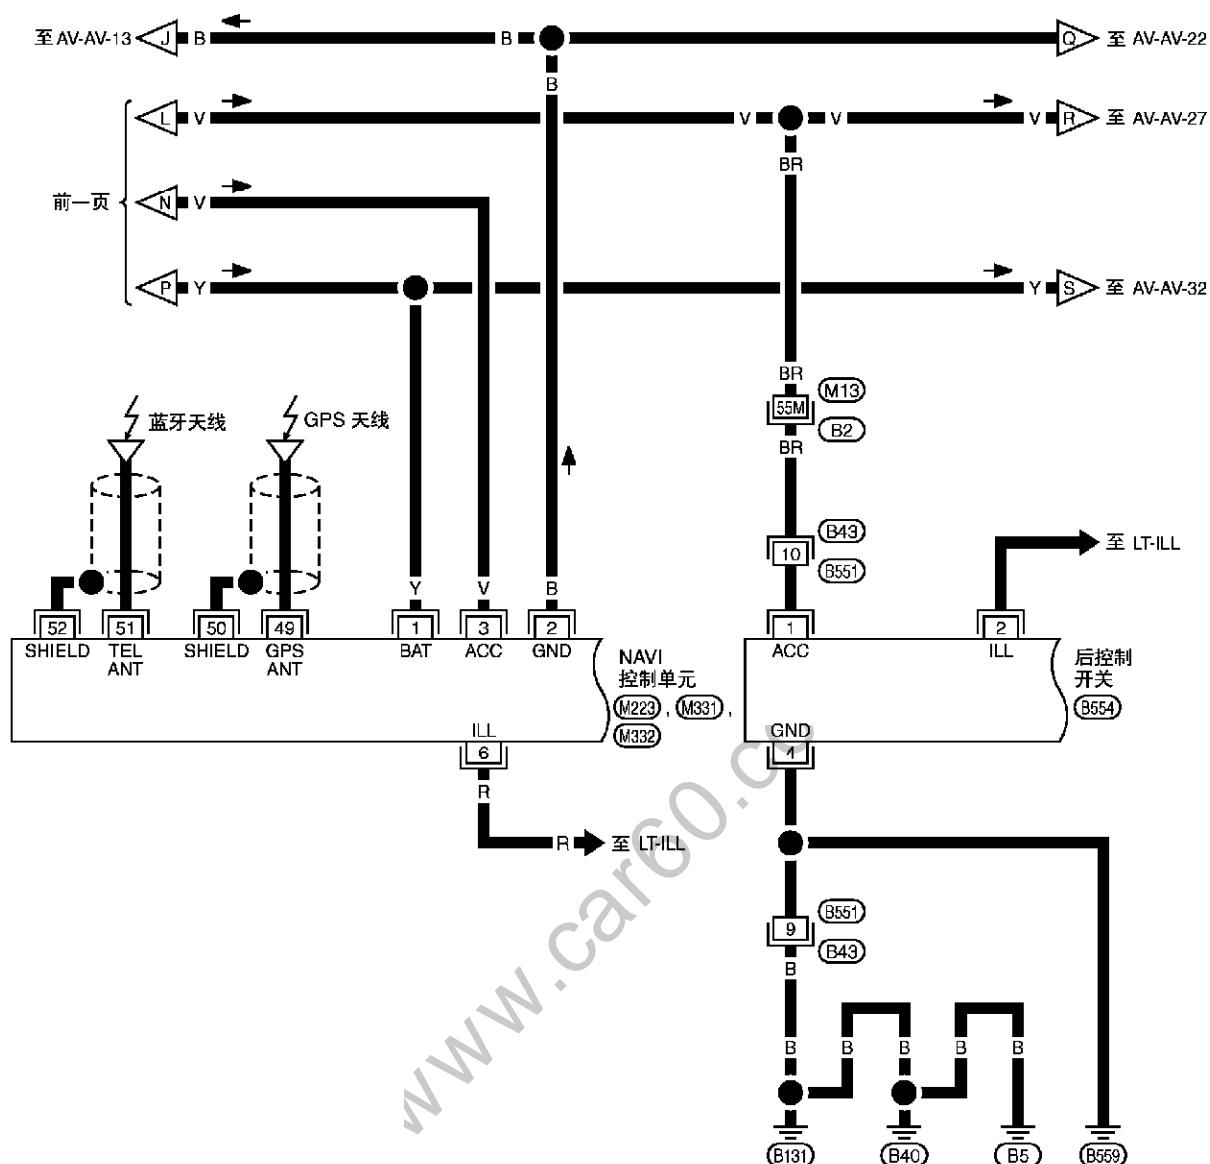 至 AV-AV-13 J B B Q 至 AV-AV-22
B
L V V V V R 至 AV-AV-27
BR
前一页 N V
P Y Y S 至 AV-AV-32
BR M13
55M
B2
BR
蓝牙天线 GPS 天线
B43
10
B551
至 LT-ILL
Y V B
52 51 50 49 1 3 2 1 2
SHIELD TEL ANT SHIELD GPS ANT BAT ACC GND ACC ILL
NAVI
控制单元
M223 , M331 ,
M332
后控制
开关
B554
ILL GND
6 4
R
R 至 LT-ILL
B551
9
B43
B
B B B B B
B131 B40 B5 B559
www.car60.co